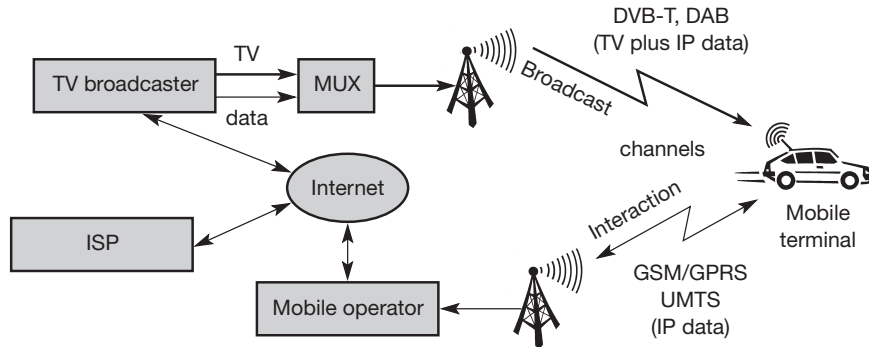 DVB-T, DAB
(TV plus IP data)
TV
TV broadcaster
MUX
data
Broadcast
channels
Internet
Interaction
ISP
Mobile
terminal
GSM/GPRS
UMTS
(IP data)
Mobile operator